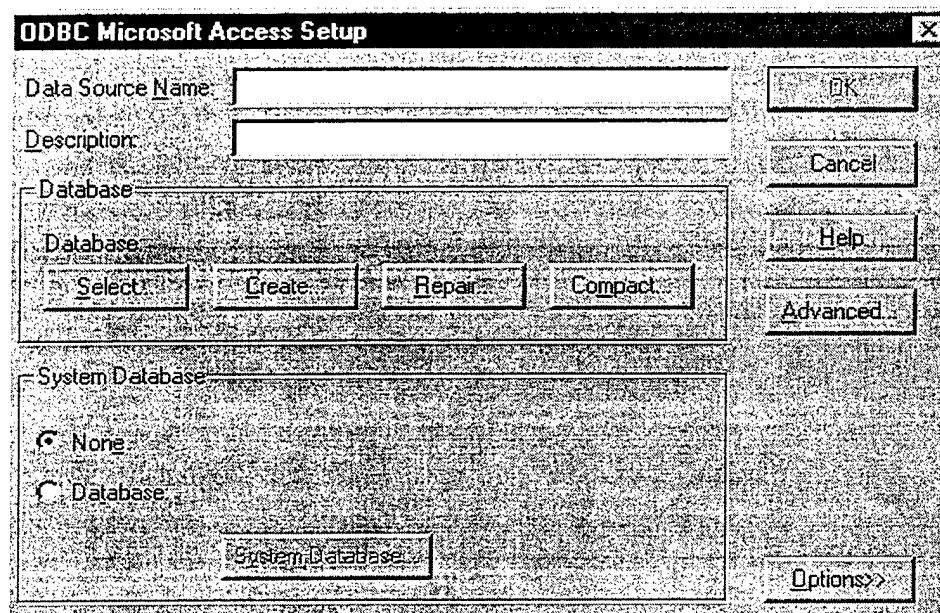 ODBC Microsoft Access Setup
Data Source Name:
OK
Description:
Cancel
Database
Database
Select...
Create...
Repair...
Compact...
Help
Advanced...
System Database
None
Database:
System Database...
Options>>